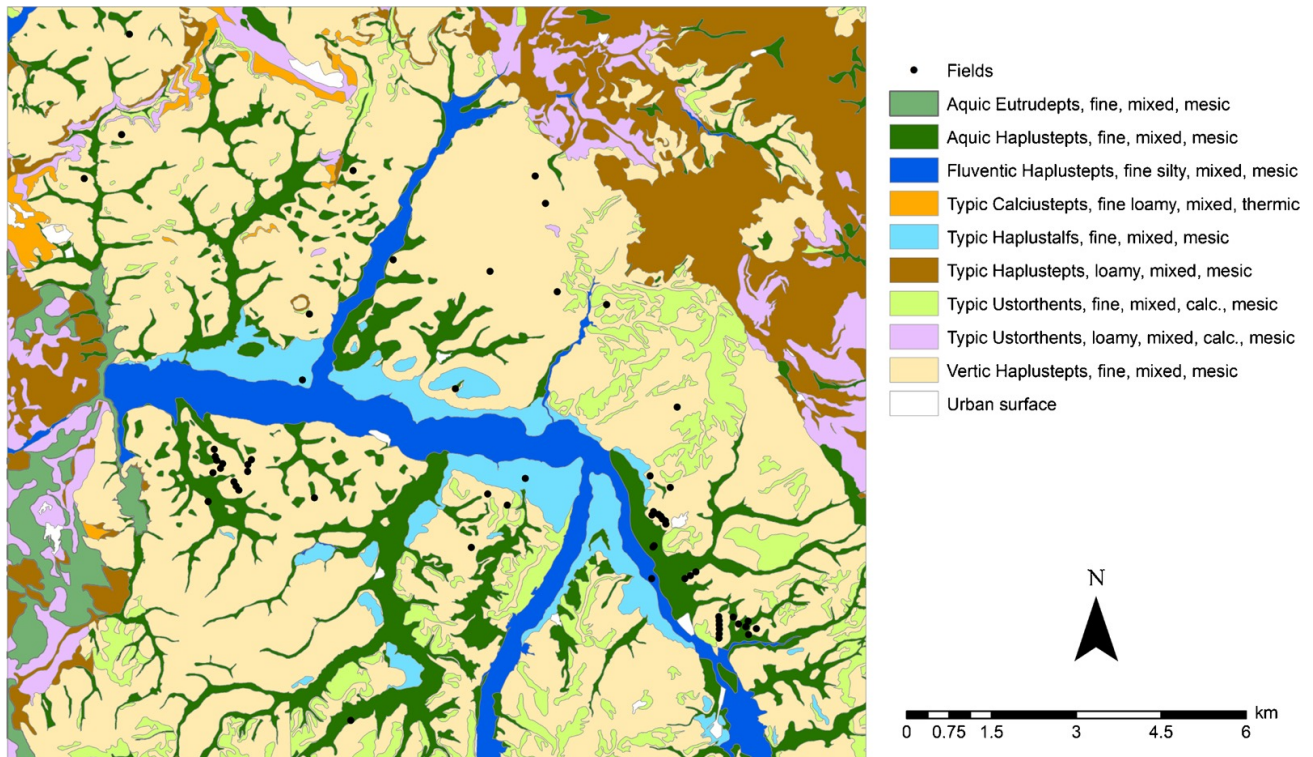 Fields
Aquic Eutrudepts, fine, mixed, mesic
Aquic Haplustepts, fine, mixed, mesic
Fluventic Haplustepts, fine silty, mixed, mesic
Typic Calciustepts, fine loamy, mixed, thermic
Typic Haplustalfs, fine, mixed, mesic
Typic Haplustepts, loamy, mixed, mesic
Typic Ustorthents, fine, mixed, calc., mesic
Typic Ustorthents, loamy, mixed, calc., mesic
Vertic Haplustepts, fine, mixed, mesic
Urban surface
N
km
0 0.75 1.5 3 4.5 6